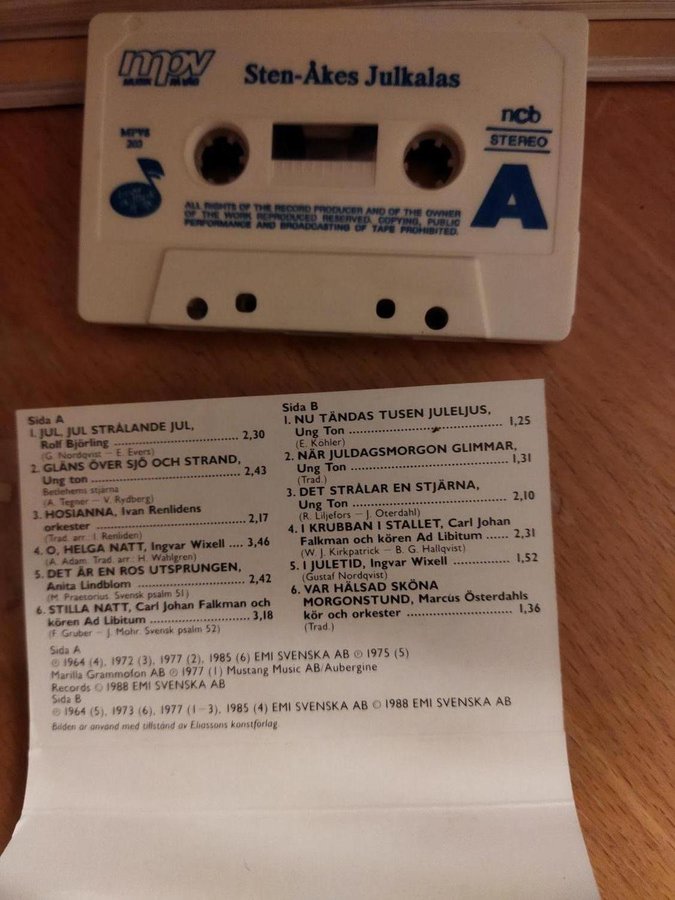 mpv
MUSIK PÅ VÄG
Sten-Åkes Julkalas
MPVS
203
ncb
STEREO
A
ALL RIGHTS OF THE RECORD PRODUCER AND OF THE OWNER
OF THE WORK REPRODUCED RESERVED. COPYING, PUBLIC
PERFORMANCE AND BROADCASTING OF TAPE PROHIBITED.
Sida A
1. JUL, JUL STRÅLANDE JUL,
Rolf Björling 2,30
(G. Nordqvist – E. Evers)
2. GLÄNS ÖVER SJÖ OCH STRAND,
Ung ton 2,43
Betlehems stjärna
(A. Tegner – V. Rydberg)
3. HOSIANNA, Ivan Renlidens
orkester 2,17
(Trad. arr: I. Renliden)
4. O, HELGA NATT, Ingvar Wixell .... 3,46
(A. Adam. Trad. arr: H. Wahlgren)
5. DET ÄR EN ROS UTSPRUNGEN,
Anita Lindblom 2,42
(M. Praetorius. Svensk psalm 51)
6. STILLA NATT, Carl Johan Falkman och
kören Ad Libitum 3,18
(F. Gruber – J. Mohr. Svensk psalm 52)
Sida B
1. NU TÄNDAS TUSEN JULELJUS,
Ung Ton 1,25
(E. Köhler)
2. NÄR JULDAGSMORGON GLIMMAR,
Ung Ton 1,31
(Trad.)
3. DET STRÅLAR EN STJÄRNA,
Ung Ton 2,10
(R. Liljefors – J. Oterdahl)
4. I KRUBBAN I STALLET, Carl Johan
Falkman och kören Ad Libitum 2,31
(W. J. Kirkpatrick – B. G. Hallqvist)
5. I JULETID, Ingvar Wixell 1,52
(Gustaf Nordqvist)
6. VAR HÄLSAD SKÖNA
MORGONSTUND, Marcus Österdahls
kör och orkester 1,36
(Trad.)
Sida A
℗ 1964 (4), 1972 (3), 1977 (2), 1985 (6) EMI SVENSKA AB ℗ 1975 (5)
Marilla Grammofon AB ℗ 1977 (1) Mustang Music AB/Aubergine
Records © 1988 EMI SVENSKA AB
Sida B
℗ 1964 (5), 1973 (6), 1977 (1–3), 1985 (4) EMI SVENSKA AB © 1988 EMI SVENSKA AB
Bilden är använd med tillstånd av Eliassons konstförlag